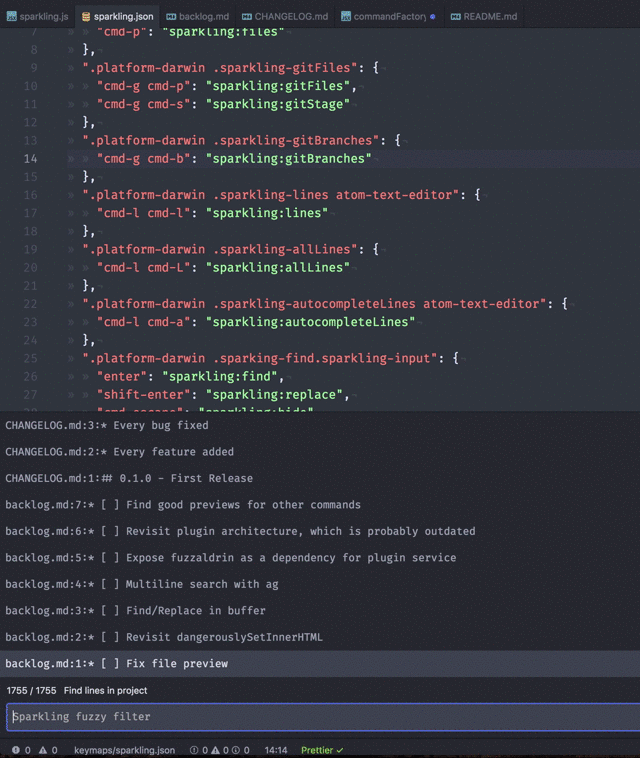 sparkling.js sparkling.json backlog.md CHANGELOG.md commandFactory README.md
7 "cmd-p": "sparkling:files"
8 },
9 ".platform-darwin .sparkling-gitFiles": {
10 "cmd-g cmd-p": "sparkling:gitFiles",
11 "cmd-g cmd-s": "sparkling:gitStage"
12 },
13 ".platform-darwin .sparkling-gitBranches": {
14 "cmd-g cmd-b": "sparkling:gitBranches"
15 },
16 ".platform-darwin .sparkling-lines atom-text-editor": {
17 "cmd-l cmd-l": "sparkling:lines"
18 },
19 ".platform-darwin .sparkling-allLines": {
20 "cmd-l cmd-L": "sparkling:allLines"
21 },
22 ".platform-darwin .sparkling-autocompleteLines atom-text-editor": {
23 "cmd-l cmd-a": "sparkling:autocompleteLines"
24 },
25 ".platform-darwin .sparking-find.sparkling-input": {
26 "enter": "sparkling:find",
27 "shift-enter": "sparkling:replace",
28 "cmd-escape": "sparkling:hide"
CHANGELOG.md:3:* Every bug fixed
CHANGELOG.md:2:* Every feature added
CHANGELOG.md:1:## 0.1.0 - First Release
backlog.md:7:* [ ] Find good previews for other commands
backlog.md:6:* [ ] Revisit plugin architecture, which is probably outdated
backlog.md:5:* [ ] Expose fuzzaldrin as a dependency for plugin service
backlog.md:4:* [ ] Multiline search with ag
backlog.md:3:* [ ] Find/Replace in buffer
backlog.md:2:* [ ] Revisit dangerouslySetInnerHTML
backlog.md:1:* [ ] Fix file preview
1755 / 1755 Find lines in project
Sparkling fuzzy filter
0 0 keymaps/sparkling.json 0 0 0 14:14 Prettier ✓